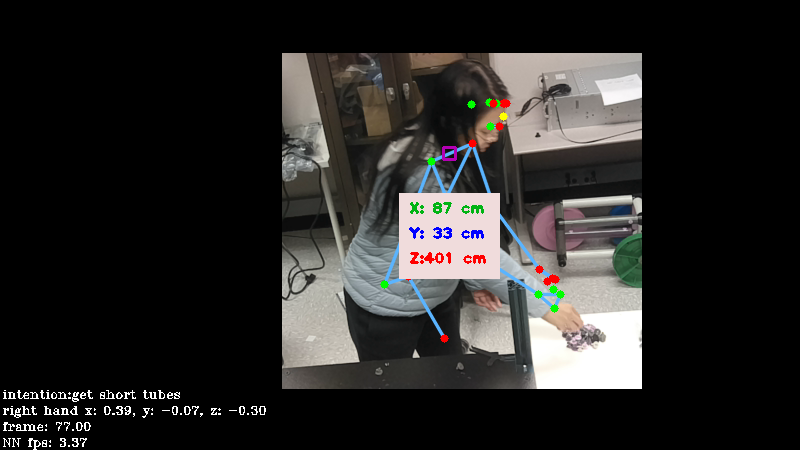 X: 87 cm
Y: 33 cm
Z:401 cm
intention:get short tubes
right hand x: 0.39, y: -0.07, z: -0.30
frame: 77.00
NN fps: 3.37